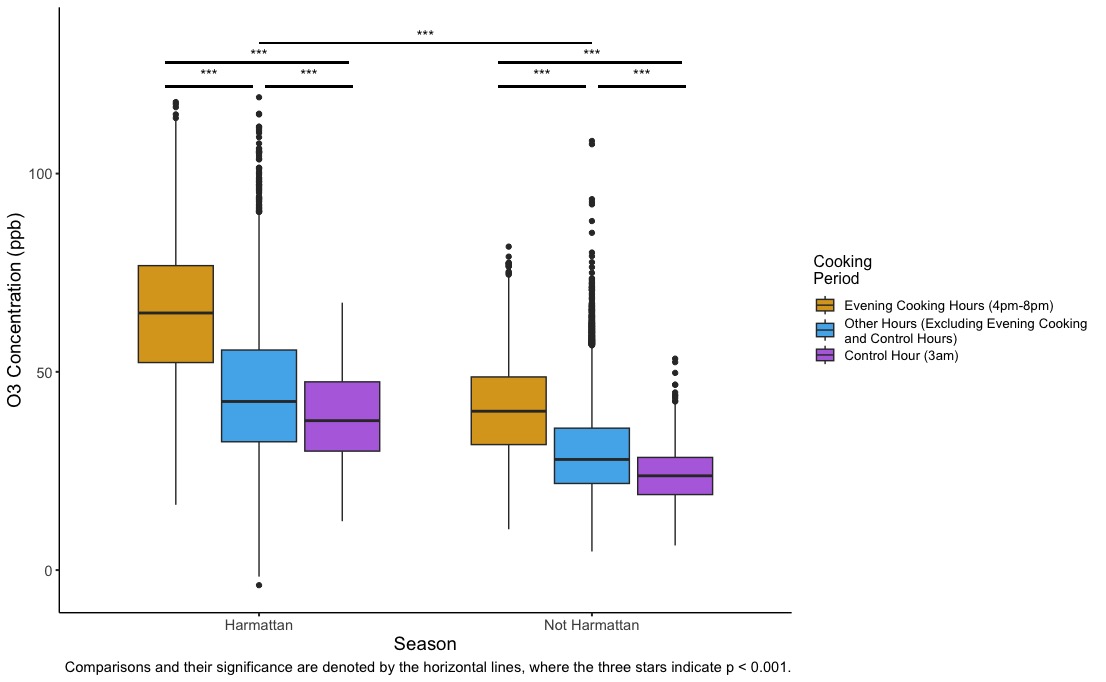 ***
*** ***
*** *** *** ***
100
50
0
O3 Concentration (ppb)
Harmattan Not Harmattan
Season
Comparisons and their significance are denoted by the horizontal lines, where the three stars indicate p < 0.001.
Cooking
Period
Evening Cooking Hours (4pm-8pm)
Other Hours (Excluding Evening Cooking
and Control Hours)
Control Hour (3am)